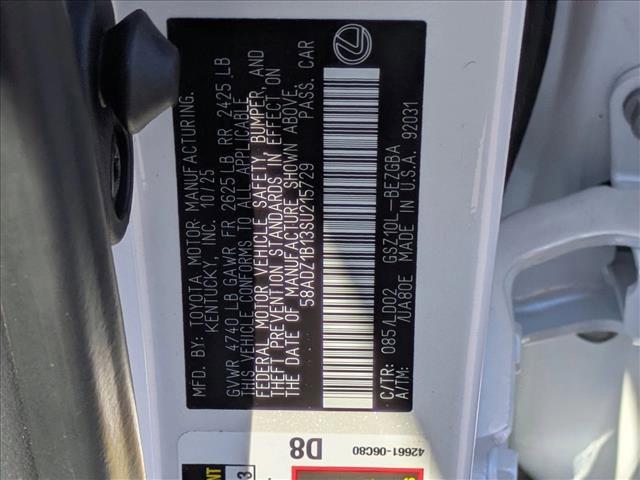 MFD. BY: TOYOTA MOTOR MANUFACTURING.
KENTUCKY, INC. 10/25
GVWR 4740 LB GAWR FR 2625 LB RR 2425 LB
THIS VEHICLE CONFORMS TO ALL APPLICABLE
FEDERAL MOTOR VEHICLE SAFETY, BUMPER, AND
THEFT PREVENTION STANDARDS IN EFFECT ON
THE DATE OF MANUFACTURE SHOWN ABOVE.
58ADZ1B13SU215729 PASS. CAR
C/TR: 085/LD02 GSZ10L-BEZGBA
A/TM: /UA80E MADE IN U.S.A. 92031
D8
42661-06C80
3